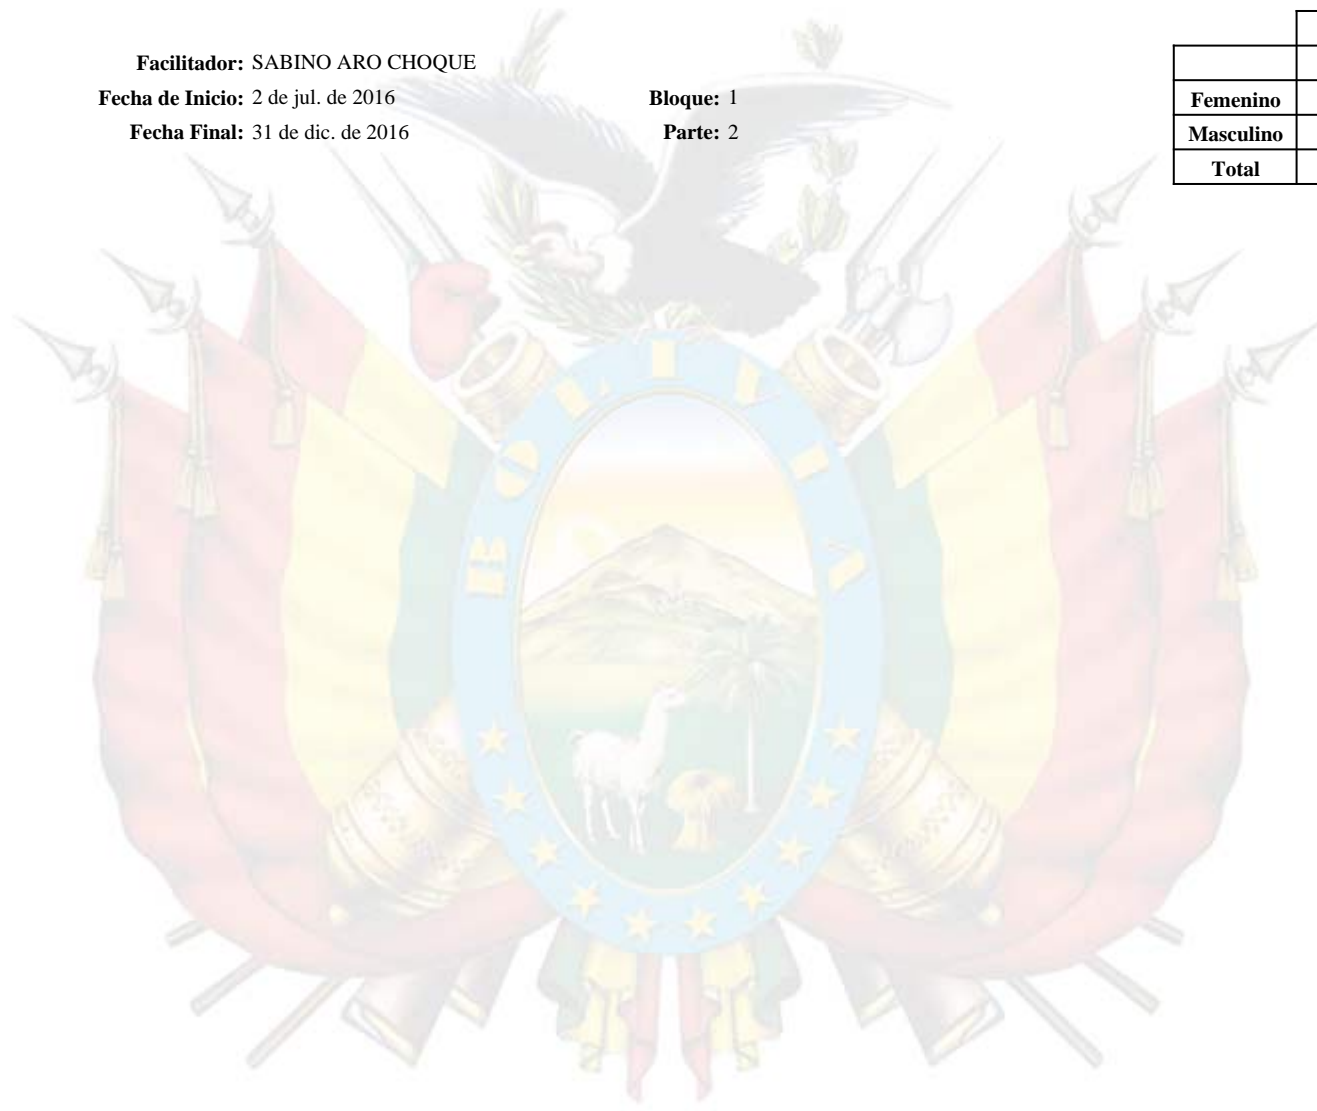 Facilitador: SABINO ARO CHOQUE
Fecha de Inicio: 2 de jul. de 2016 Bloque: 1
Fecha Final: 31 de dic. de 2016 Parte: 2
Femenino
Masculino
Total
BOLIVIA